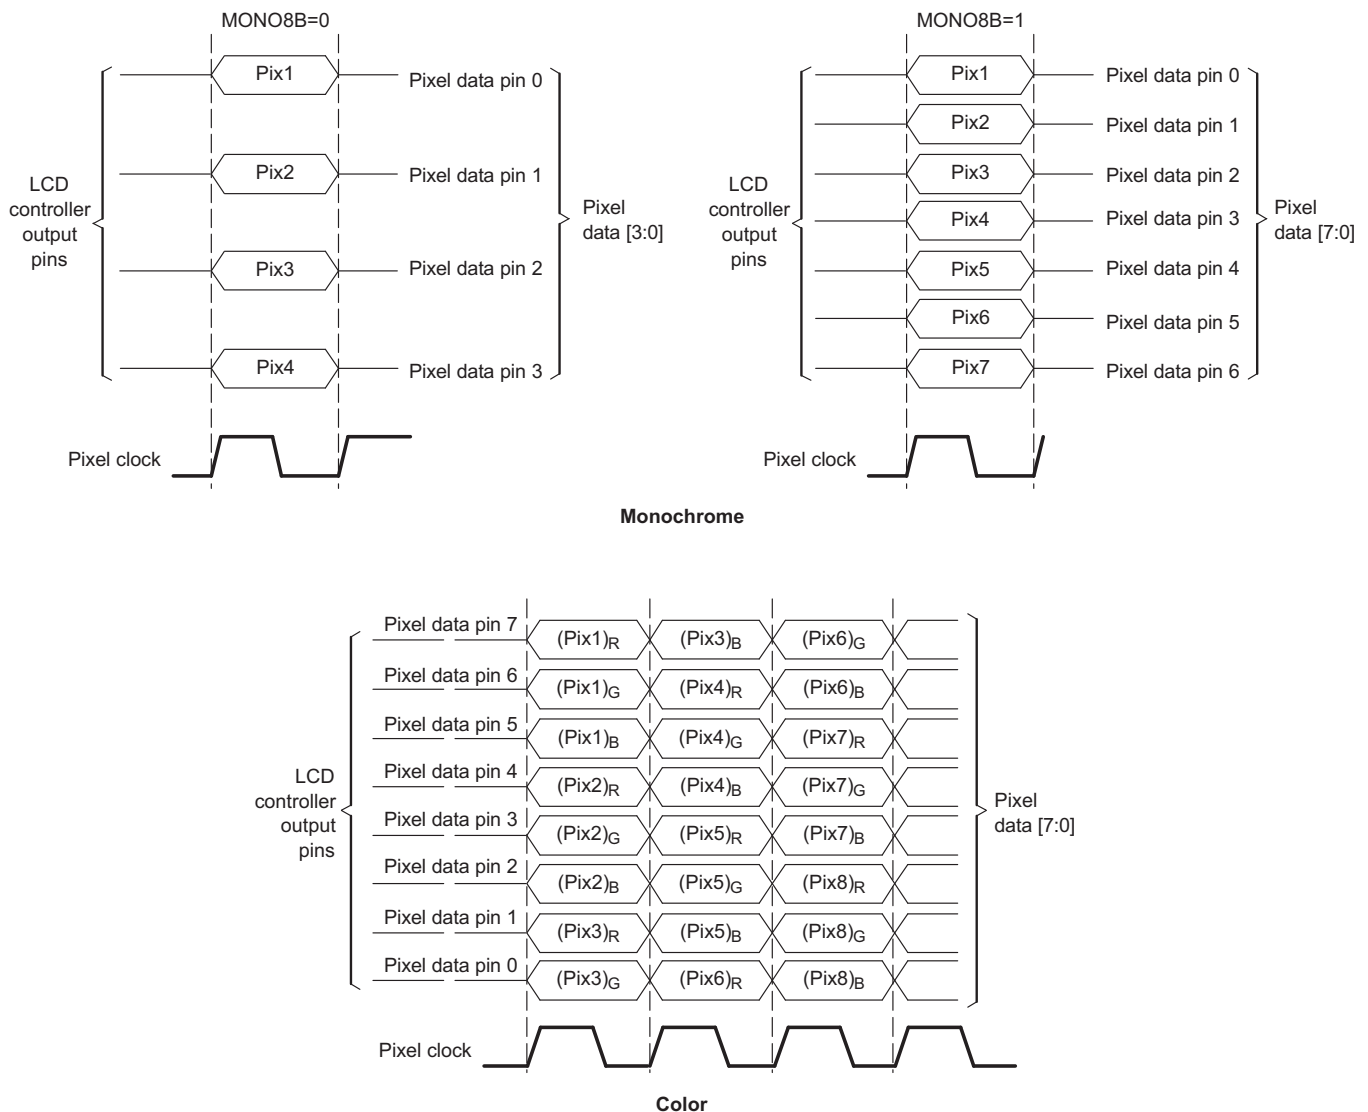 MONO8B=0
Pix1
Pixel data pin 0
Pix2
Pixel data pin 1
LCD
controller
output
pins
Pixel
data [3:0]
Pix3
Pixel data pin 2
Pix4
Pixel data pin 3
Pixel clock
MONO8B=1
Pix1
Pixel data pin 0
Pix2
Pixel data pin 1
Pix3
Pixel data pin 2
LCD
controller
output
pins
Pixel
data [7:0]
Pix4
Pixel data pin 3
Pix5
Pixel data pin 4
Pix6
Pixel data pin 5
Pix7
Pixel data pin 6
Pixel clock
Monochrome
Pixel data pin 7 (Pix1)R (Pix3)B (Pix6)G
Pixel data pin 6 (Pix1)G (Pix4)R (Pix6)B
Pixel data pin 5 (Pix1)B (Pix4)G (Pix7)R
Pixel data pin 4 (Pix2)R (Pix4)B (Pix7)G
LCD
controller
output
pins
Pixel
data [7:0]
Pixel data pin 3 (Pix2)G (Pix5)R (Pix7)B
Pixel data pin 2 (Pix2)B (Pix5)G (Pix8)R
Pixel data pin 1 (Pix3)R (Pix5)B (Pix8)G
Pixel data pin 0 (Pix3)G (Pix6)R (Pix8)B
Pixel clock
Color